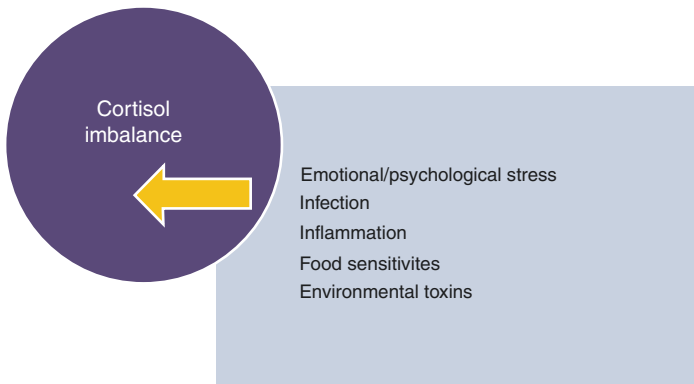 Cortisol
imbalance
Emotional/psychological stress
Infection
Inflammation
Food sensitivites
Environmental toxins